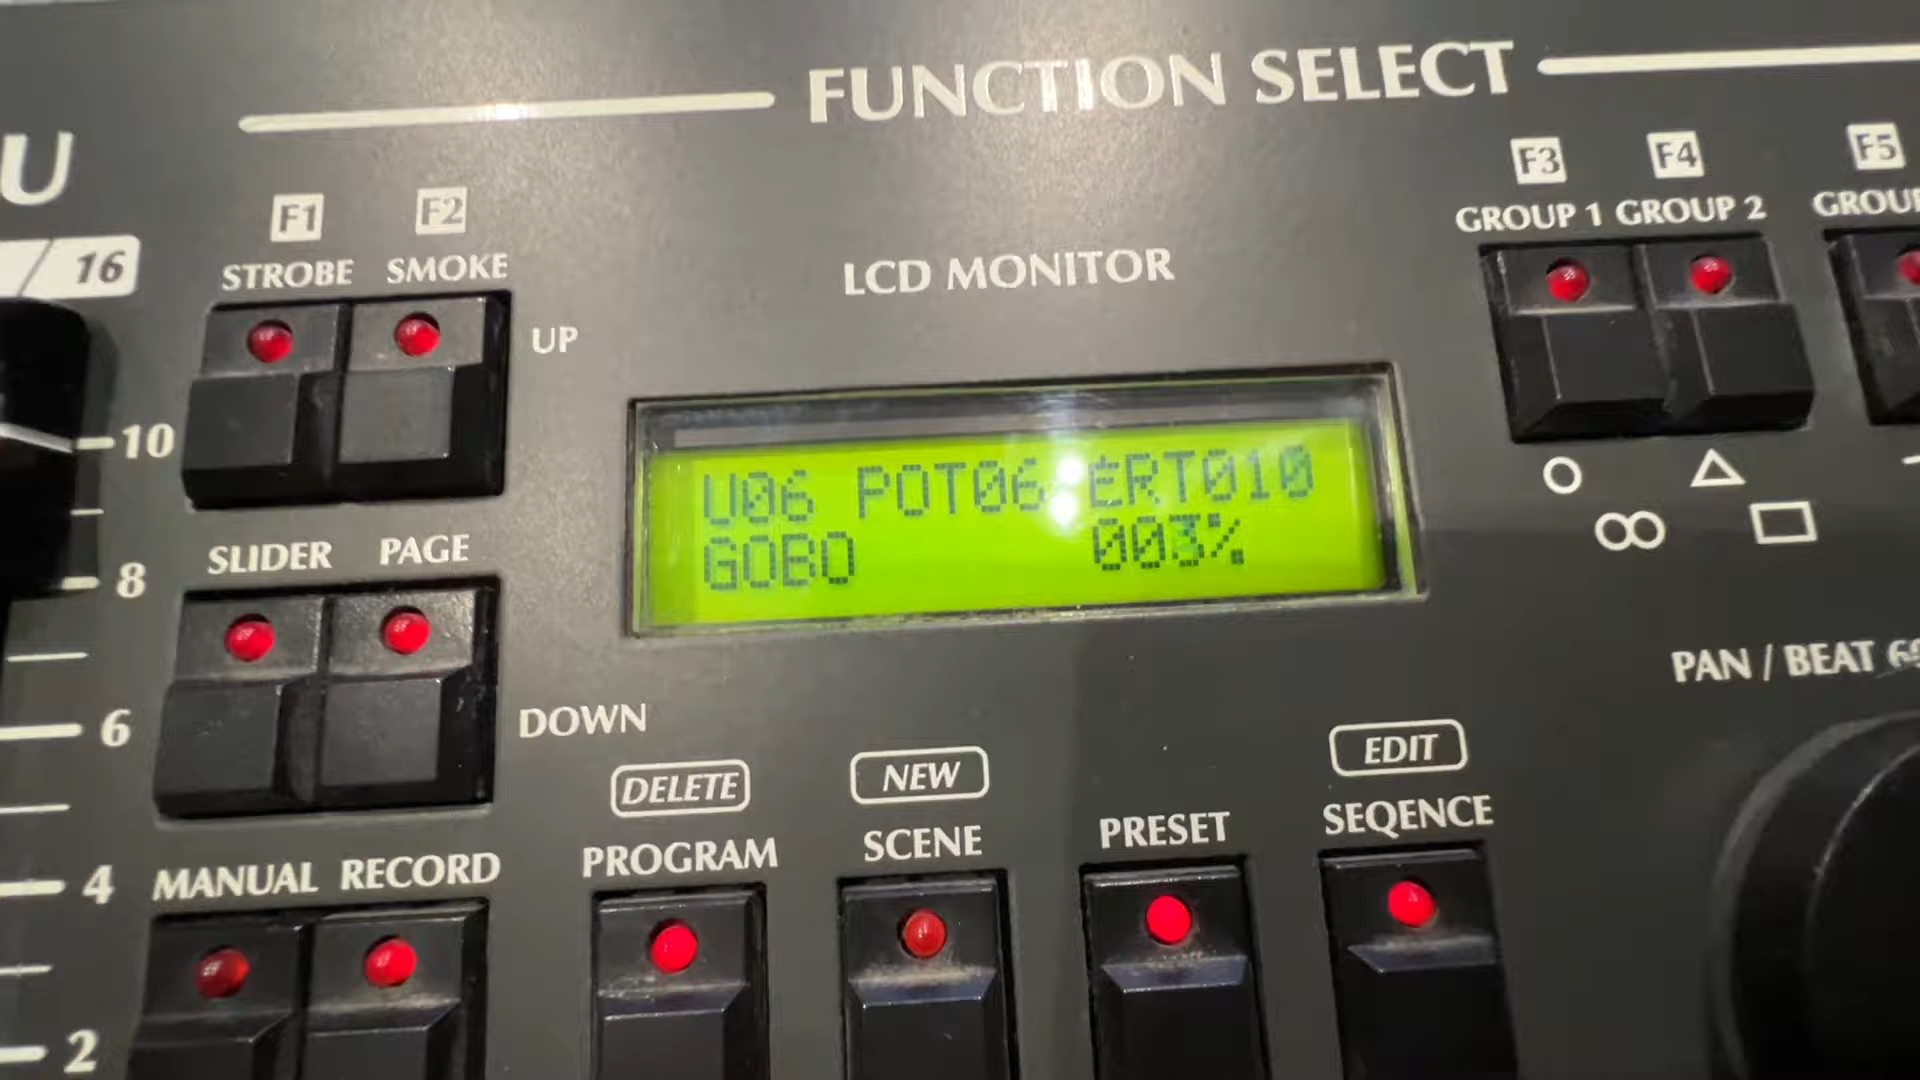 FUNCTION SELECT
U
16
F1
F2
STROBE
SMOKE
UP
LCD MONITOR
F3
F4
F5
GROUP 1
GROUP 2
U06 POT06
ERT010
GOBO 003%
10
8
6
4
2
SLIDER
PAGE
DOWN
PAN / BEAT
MANUAL
RECORD
DELETE
PROGRAM
NEW
SCENE
PRESET
EDIT
SEQENCE